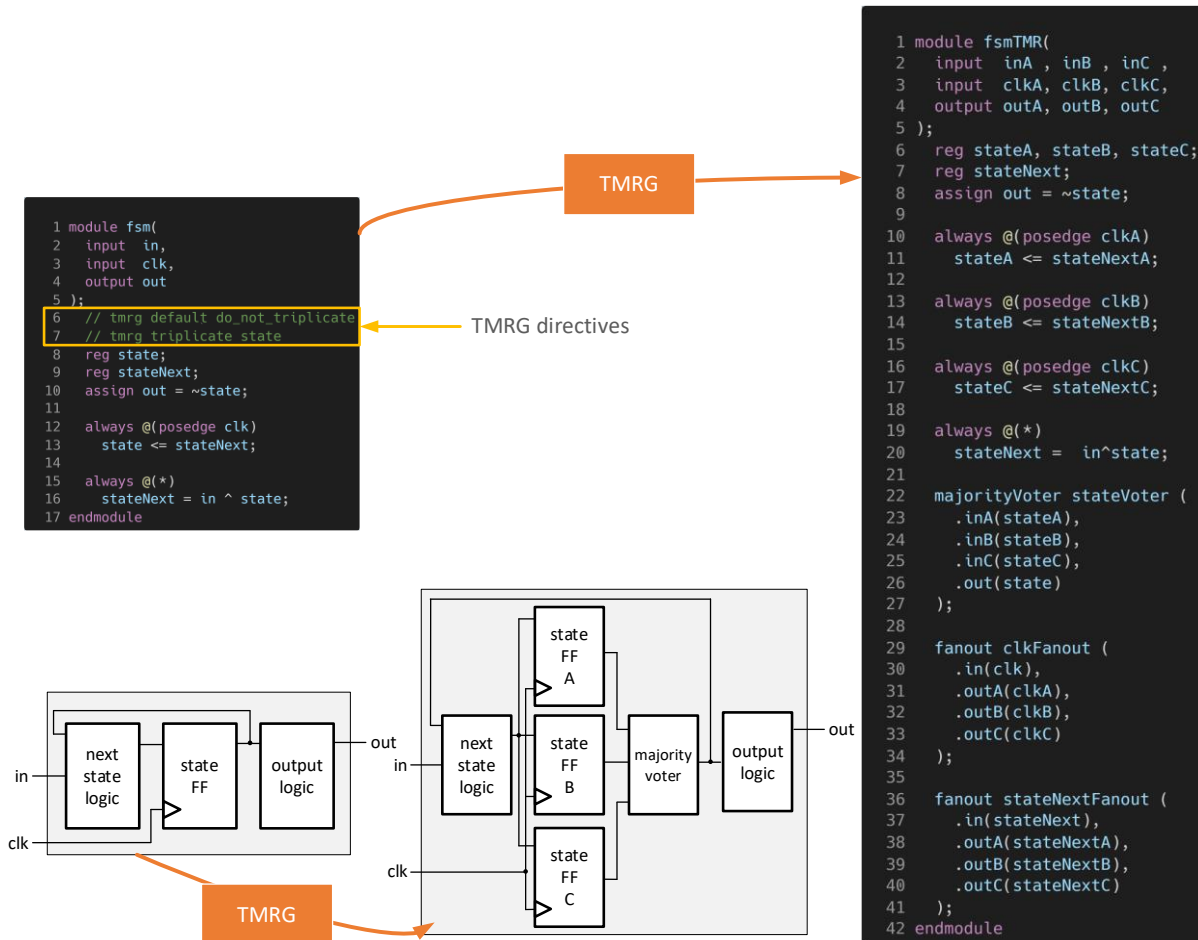 TMRG
1 module fsm(
2   input  in,
3   input  clk,
4   output out
5 );
6   // tmrg default do_not_triplicate
7   // tmrg triplicate state
8   reg state;
9   reg stateNext;
10   assign out = ~state;
11
12   always @(posedge clk)
13     state <= stateNext;
14
15   always @(*)
16     stateNext = in ^ state;
17 endmodule
TMRG directives
1 module fsmTMR(
2   input  inA , inB , inC ,
3   input  clkA, clkB, clkC,
4   output outA, outB, outC
5 );
6   reg stateA, stateB, stateC;
7   reg stateNext;
8   assign out = ~state;
9
10   always @(posedge clkA)
11     stateA <= stateNextA;
12
13   always @(posedge clkB)
14     stateB <= stateNextB;
15
16   always @(posedge clkC)
17     stateC <= stateNextC;
18
19   always @(*)
20     stateNext =  in^state;
21
22   majorityVoter stateVoter (
23     .inA(stateA),
24     .inB(stateB),
25     .inC(stateC),
26     .out(state)
27   );
28
29   fanout clkFanout (
30     .in(clk),
31     .outA(clkA),
32     .outB(clkB),
33     .outC(clkC)
34   );
35
36   fanout stateNextFanout (
37     .in(stateNext),
38     .outA(stateNextA),
39     .outB(stateNextB),
40     .outC(stateNextC)
41   );
42 endmodule
in
clk
next
state
logic
state
FF
output
logic
out
TMRG
in
clk
next
state
logic
state
FF
A
state
FF
B
state
FF
C
majority
voter
output
logic
out